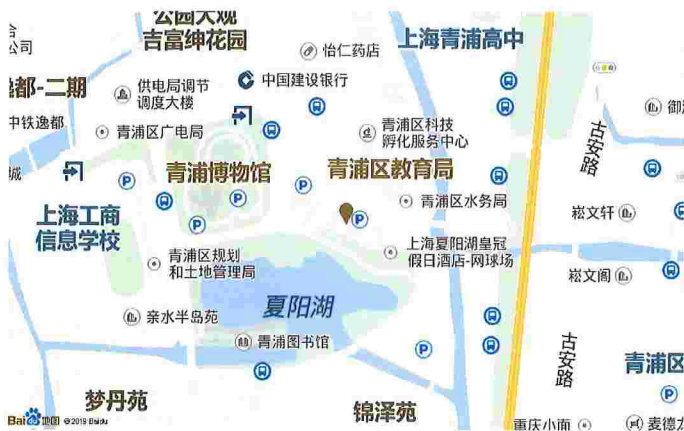 公园大观
吉富绅花园
公司
怡仁药店
上海青浦高中
逸都-二期
供电局调节
调度大楼
中国建设银行
中铁逸都
青浦区广电局
青浦区科技
孵化服务中心
古安路
御
城
青浦博物馆
青浦区教育局
青浦区水务局
崧文轩
上海工商
信息学校
青浦区规划
和土地管理局
上海夏阳湖皇冠
假日酒店-网球场
崧文阁
夏阳湖
亲水半岛苑
青浦图书馆
古安路
青浦区
梦丹苑
锦泽苑
重庆小面
麦德龙
Bai 地图 © 2019 Baidu
P
P
P
P
P
P
P